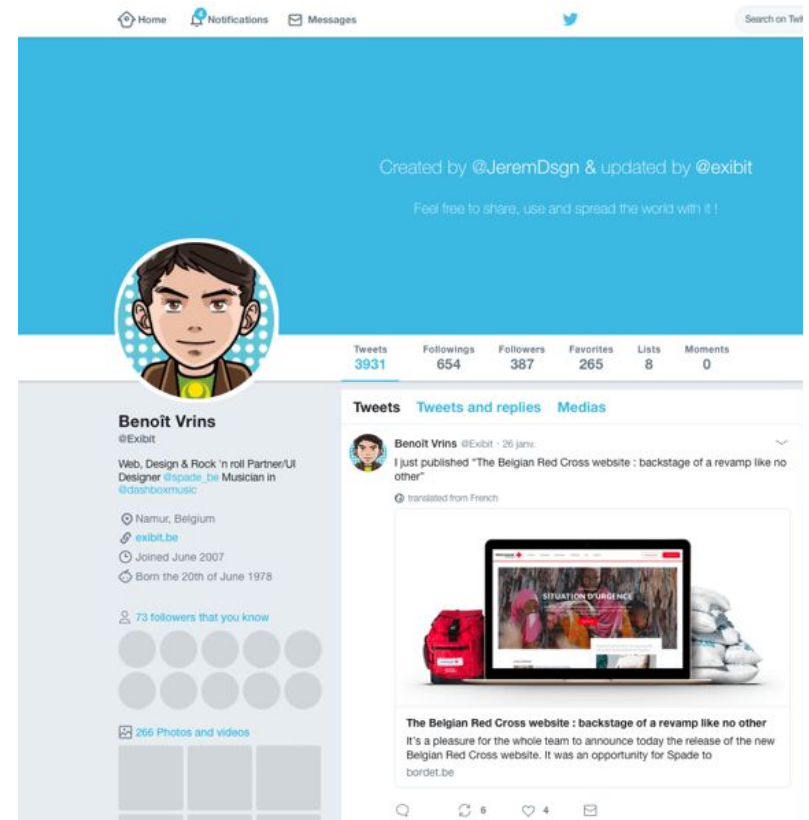 Home
4
Notifications
Messages
Search on Twi
Created by @JeremDsgn & updated by @exibit
Feel free to share, use and spread the world with it !
Tweets Followings Followers Favorites Lists Moments
3931 654 387 265 8 0
Benoît Vrins
@Exibit
Web, Design & Rock 'n roll Partner/UI
Designer @spade_be Musician in
@dashboxmusic
Namur, Belgium
exibit.be
Joined June 2007
Born the 20th of June 1978
73 followers that you know
266 Photos and videos
Tweets Tweets and replies Medias
Benoît Vrins @Exibit · 26 janv.
I just published "The Belgian Red Cross website : backstage of a revamp like no
other"
translated from French
SITUATION D'URGENCE
The Belgian Red Cross website : backstage of a revamp like no other
It's a pleasure for the whole team to announce today the release of the new
Belgian Red Cross website. It was an opportunity for Spade to
bordet.be
6
4